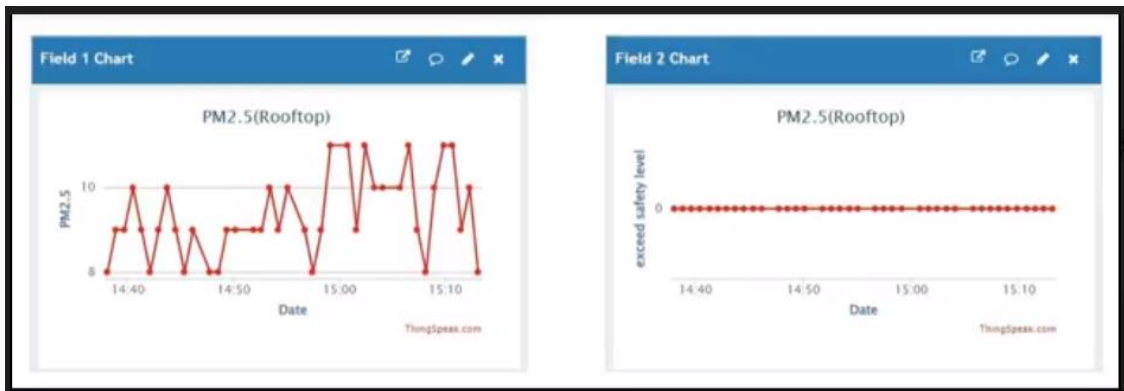 Field 1 Chart
PM2.5(Rooftop)
PM2.5
10
8
14:40 14:50 15:00 15:10
Date
ThingSpeak.com
Field 2 Chart
PM2.5(Rooftop)
exceed safety level
0
14:40 14:50 15:00 15:10
Date
ThingSpeak.com